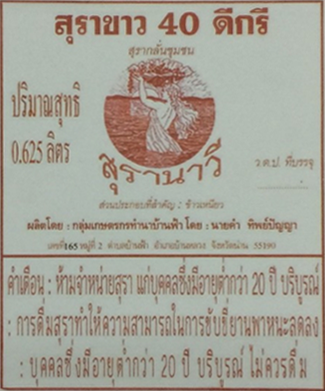 สุราขาว 40 ดีกรี
สุรากลั่นชุมชน
ปริมาณสุทธิ
0.625 ลิตร
สุรานาวี
ว.ด.ป. ที่บรรจุ
ส่วนประกอบที่สำคัญ : ข้าวเหนียว
ผลิตโดย : กลุ่มเกษตรกรทำนาบ้านฟ้า โดย : นายคำ ทิพย์ปัญญา
เลขที่ 165 หมู่ที่ 2 ตำบลบ้านฟ้า อำเภอบ้านหลวง จังหวัดน่าน 55190
คำเตือน : ห้ามจำหน่ายสุรา แก่บุคคลซึ่งมีอายุต่ำกว่า 20 ปี บริบูรณ์
: การดื่มสุราทำให้ความสามารถในการขับขี่ยานพาหนะลดลง
: บุคคลซึ่งมีอายุต่ำกว่า 20 ปี บริบูรณ์ ไม่ควรดื่ม